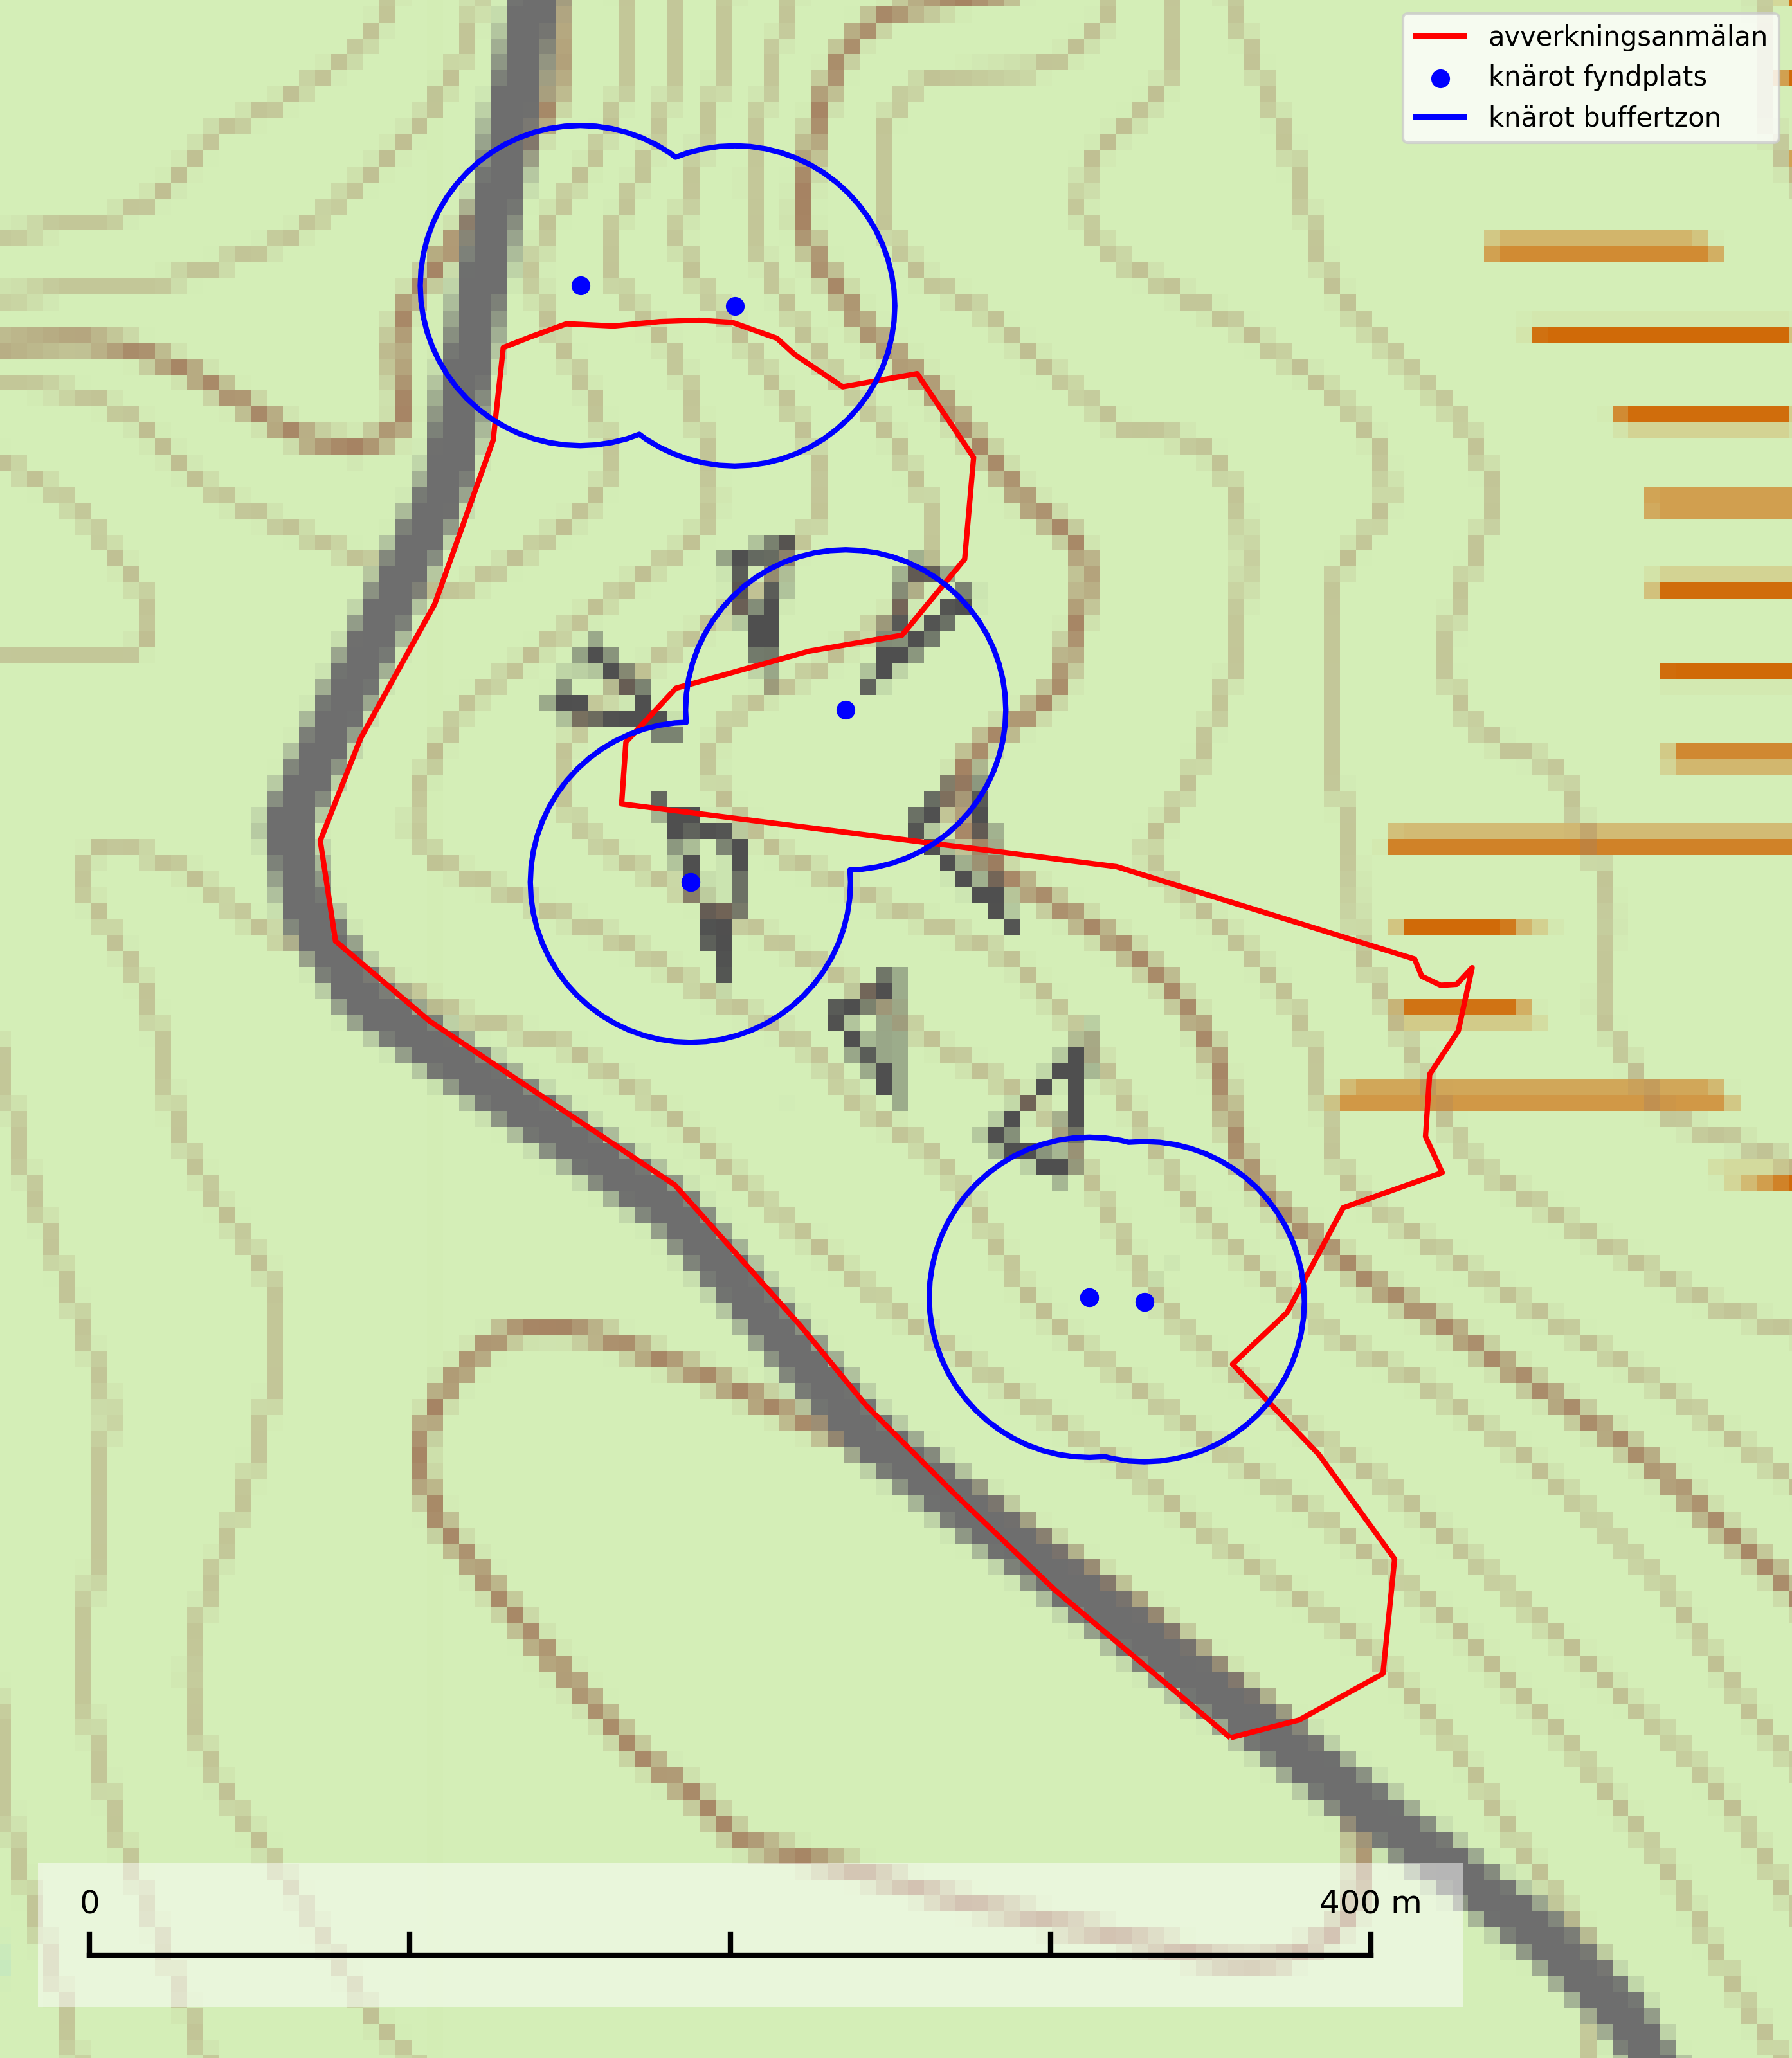 avverkningsanmälan
knärot fyndplats
knärot buffertzon
0
400 m